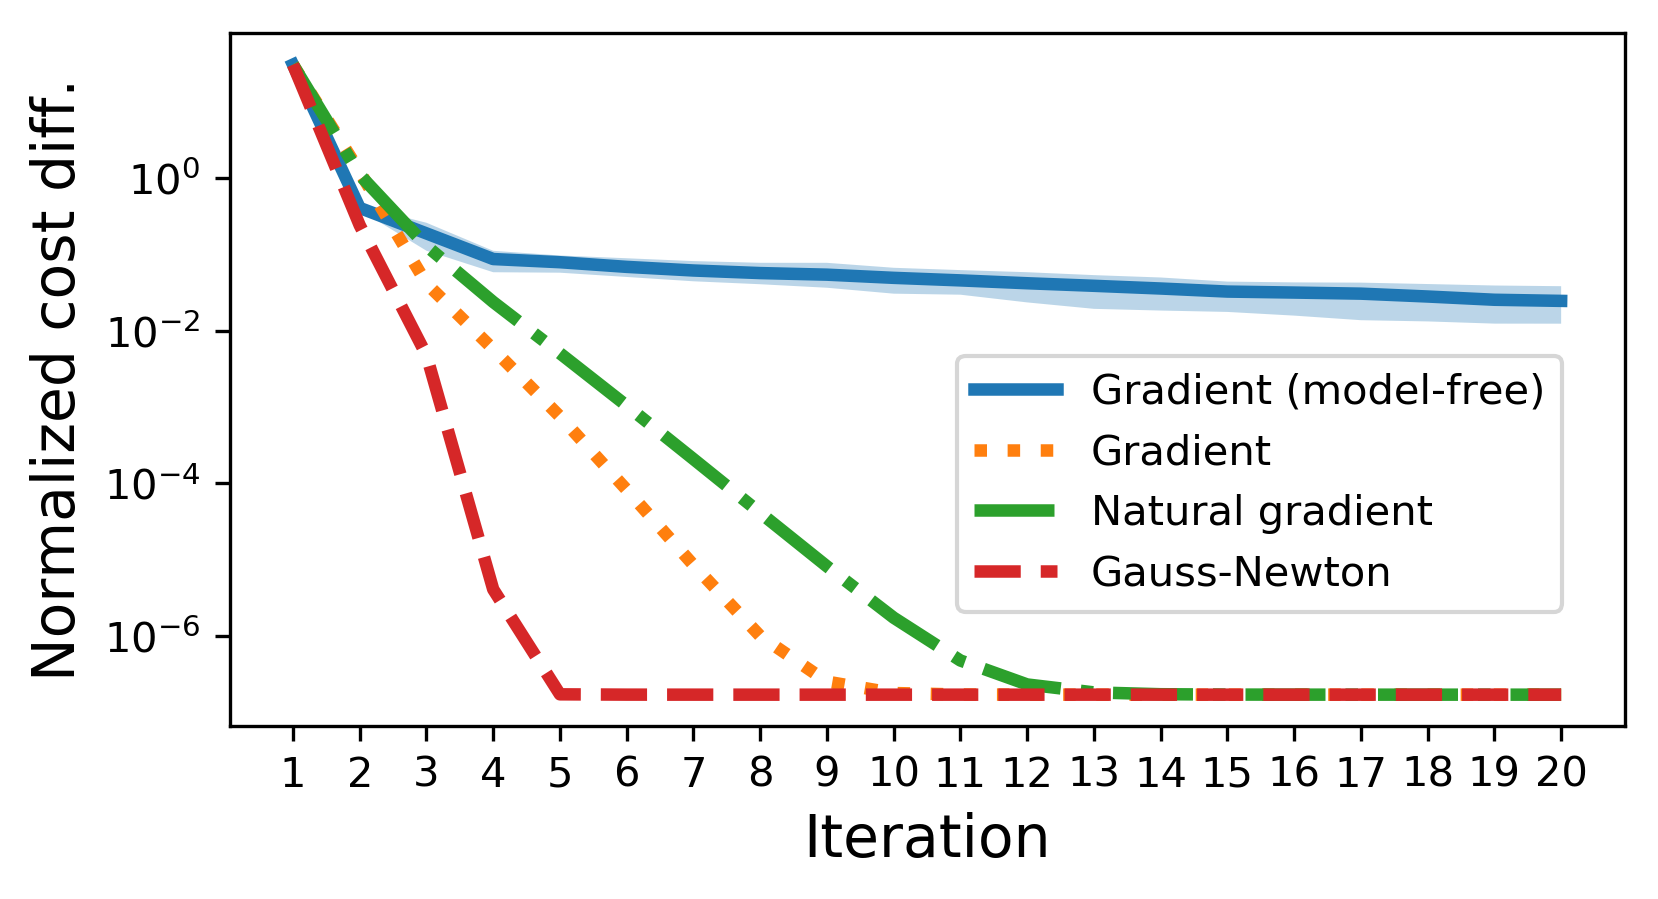 Normalized cost diff.
10⁰
10⁻²
10⁻⁴
10⁻⁶
Gradient (model-free)
Gradient
Natural gradient
Gauss-Newton
1 2 3 4 5 6 7 8 9 10 11 12 13 14 15 16 17 18 19 20
Iteration